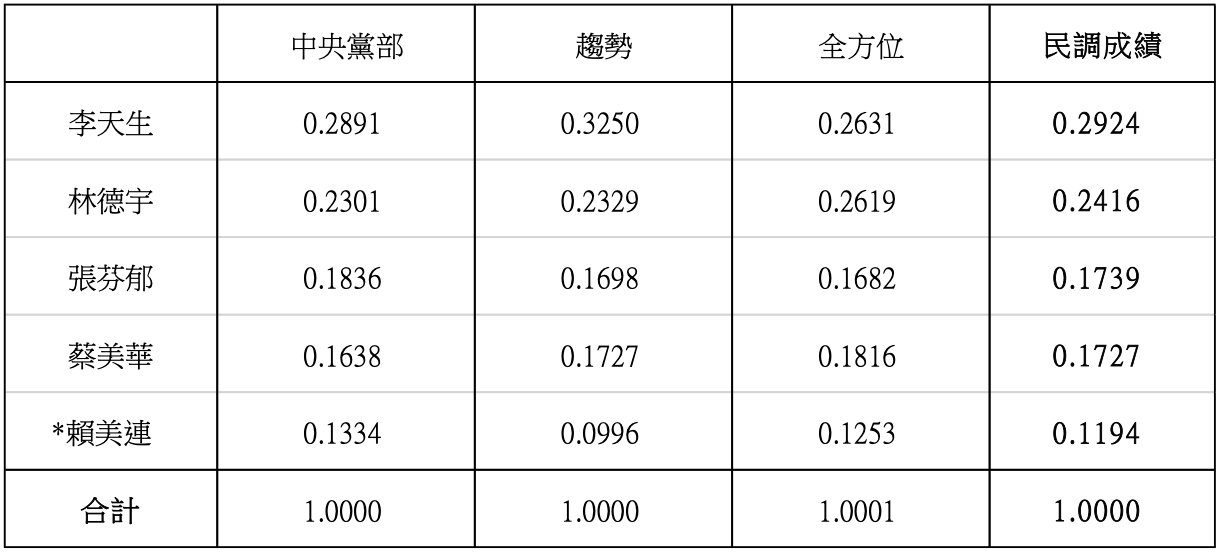 中央黨部 趨勢 全方位 民調成績
李天生 0.2891 0.3250 0.2631 0.2924
林德宇 0.2301 0.2329 0.2619 0.2416
張芬郁 0.1836 0.1698 0.1682 0.1739
蔡美華 0.1638 0.1727 0.1816 0.1727
*賴美連 0.1334 0.0996 0.1253 0.1194
合計 1.0000 1.0000 1.0001 1.0000